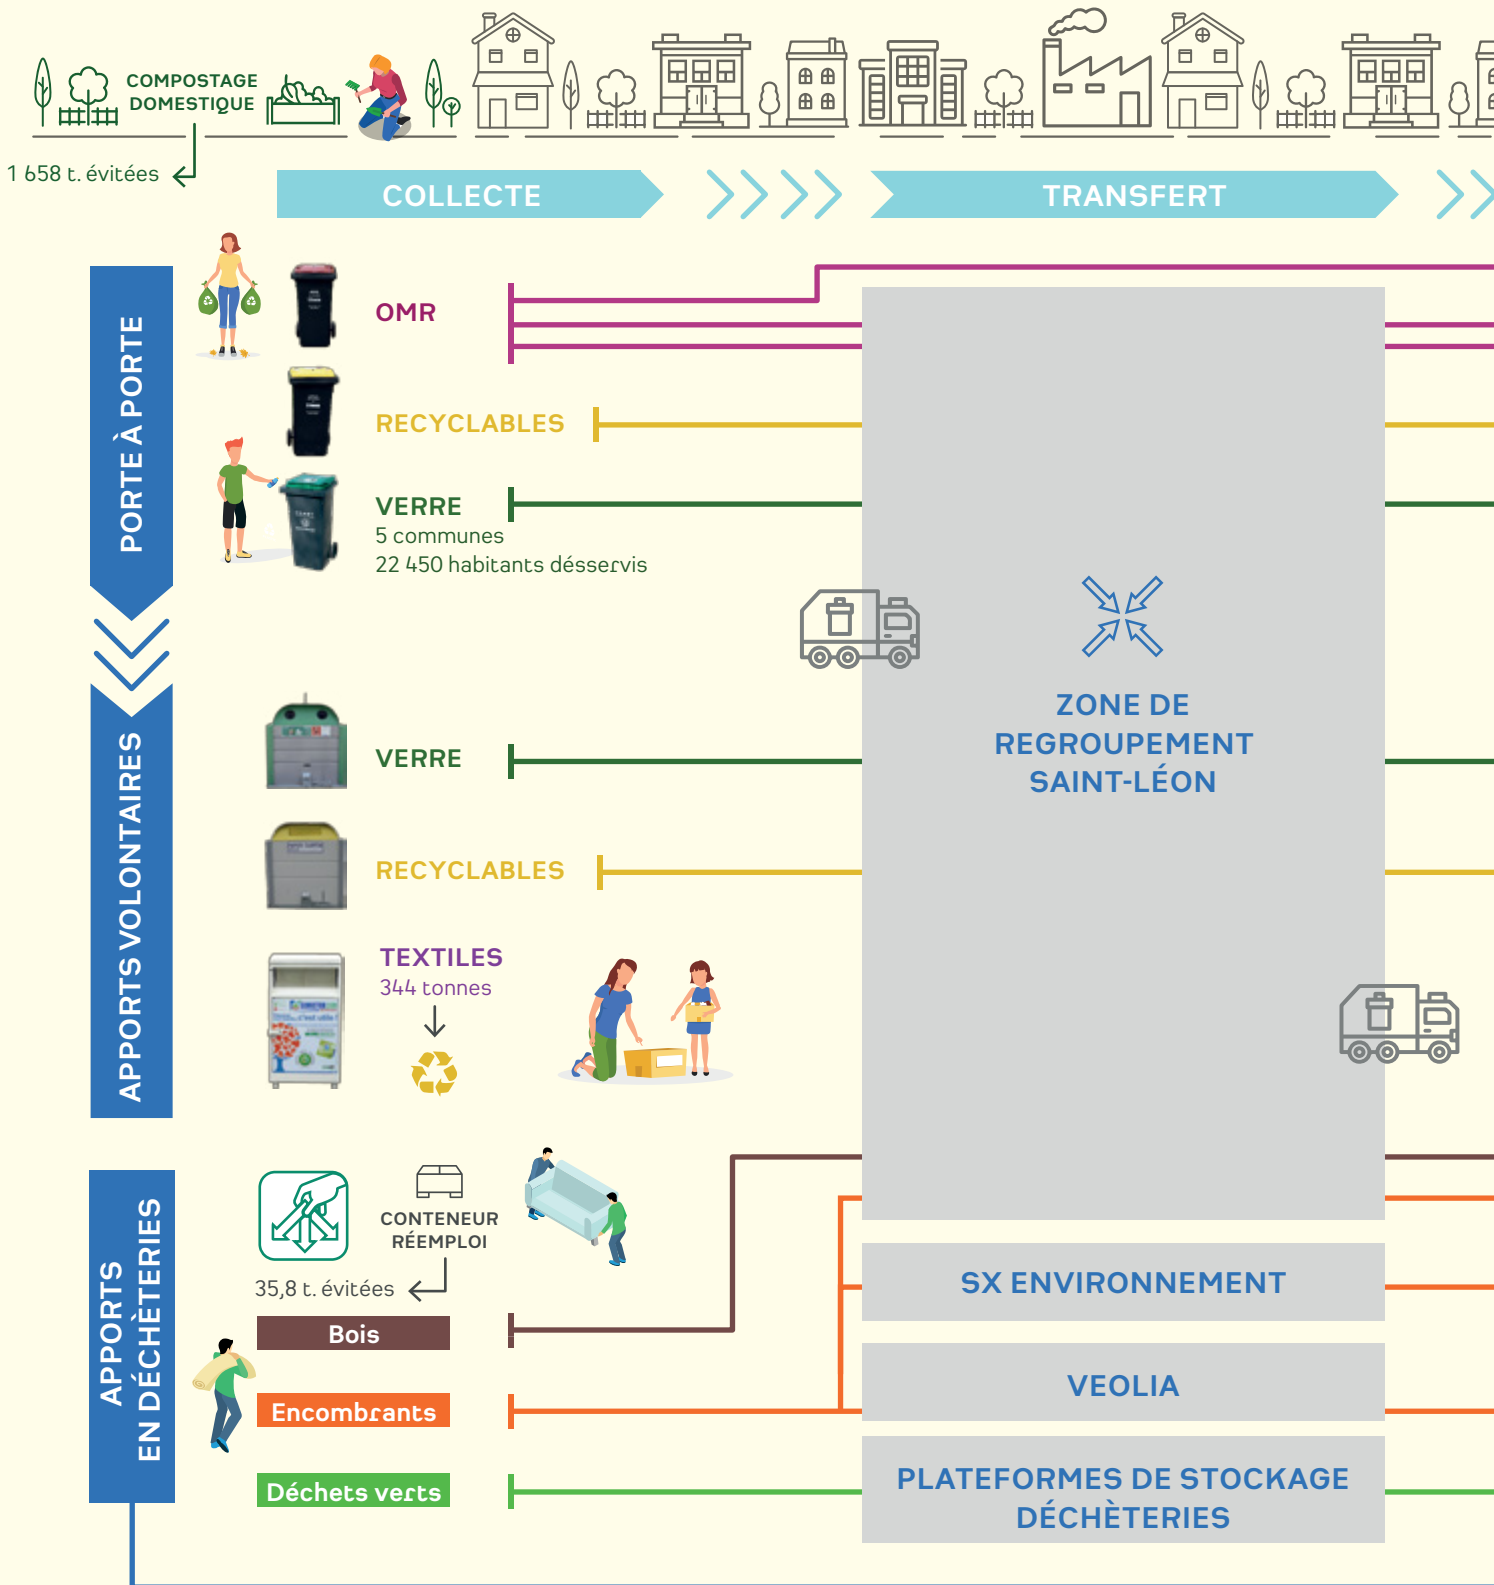 COMPOSTAGE
DOMESTIQUE
1 658 t. évitées
COLLECTE
TRANSFERT
PORTE À PORTE
OMR
RECYCLABLES
VERRE
5 communes
22 450 habitants désservis
APPORTS VOLONTAIRES
VERRE
RECYCLABLES
TEXTILES
344 tonnes
ZONE DE
REGROUPEMENT
SAINT-LÉON
APPORTS
EN DÉCHÈTERIES
CONTENEUR
RÉEMPLOI
35,8 t. évitées
Bois
Encombrants
Déchets verts
SX ENVIRONNEMENT
VEOLIA
PLATEFORMES DE STOCKAGE
DÉCHÈTERIES